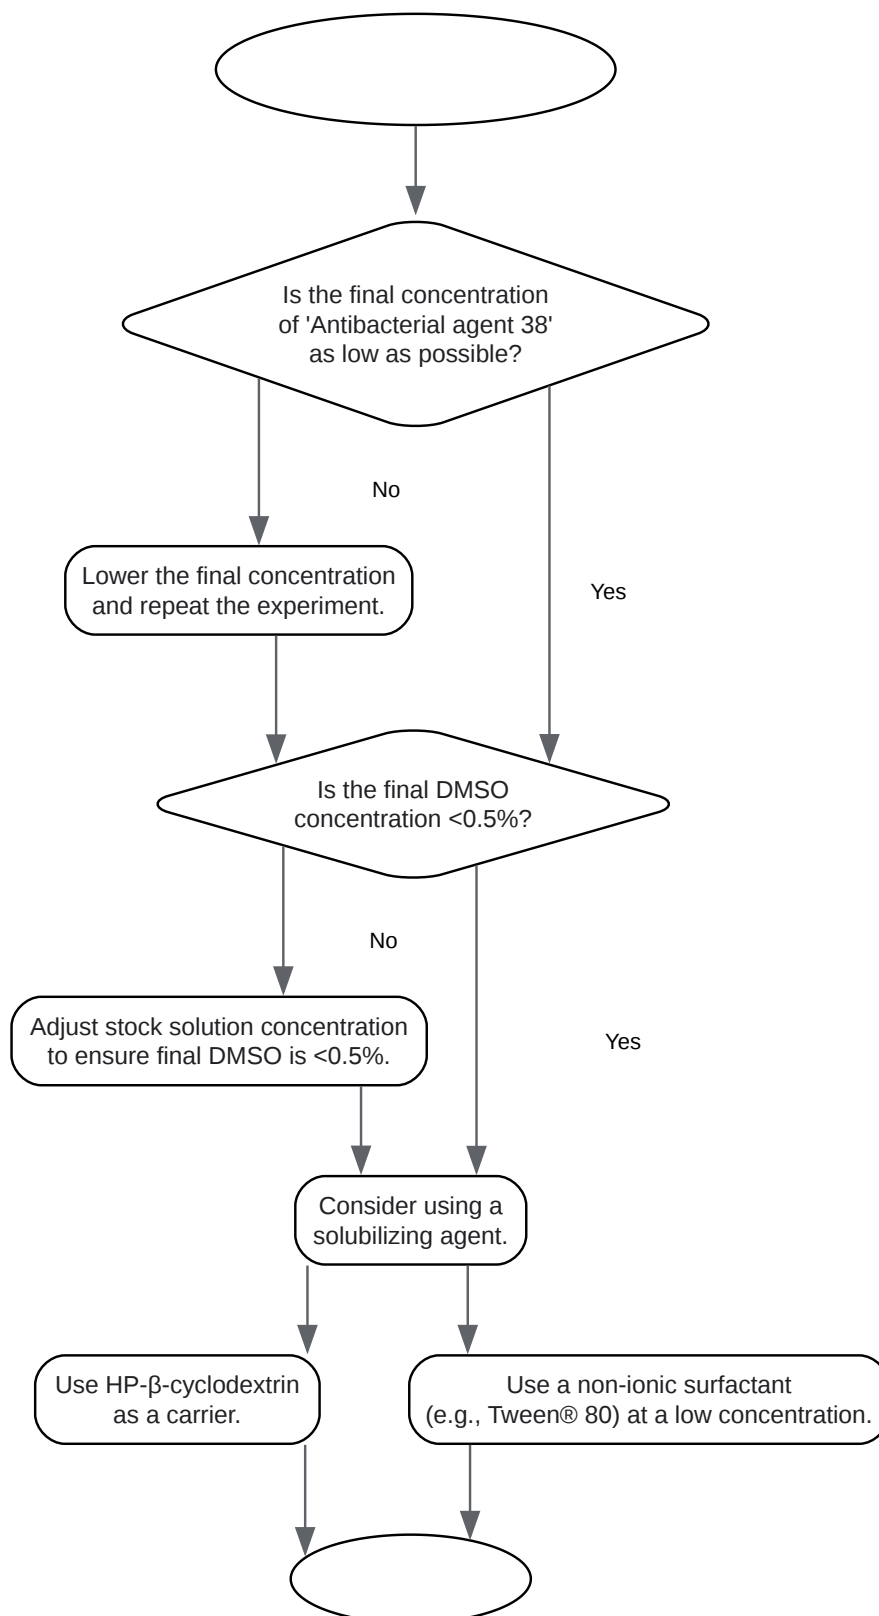 Is the final concentration
of 'Antibacterial agent 38'
as low as possible?
No
Lower the final concentration
and repeat the experiment.
Yes
Is the final DMSO
concentration <0.5%?
No
Adjust stock solution concentration
to ensure final DMSO is <0.5%.
Yes
Consider using a
solubilizing agent.
Use HP-β-cyclodextrin
as a carrier.
Use a non-ionic surfactant
(e.g., Tween® 80) at a low concentration.